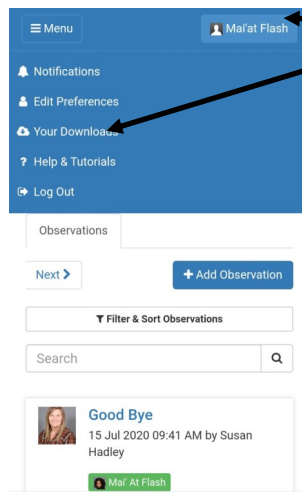 Menu
Mai'at Flash
Notifications
Edit Preferences
Your Downloads
? Help & Tutorials
Log Out
Observations
Next
+ Add Observation
Filter & Sort Observations
Search
Good Bye
15 Jul 2020 09:41 AM by Susan
Hadley
Mai' At Flash